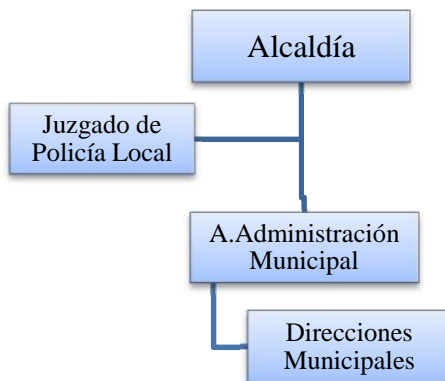 Alcaldía
Juzgado de
Policía Local
A.Administración
Municipal
Direcciones
Municipales